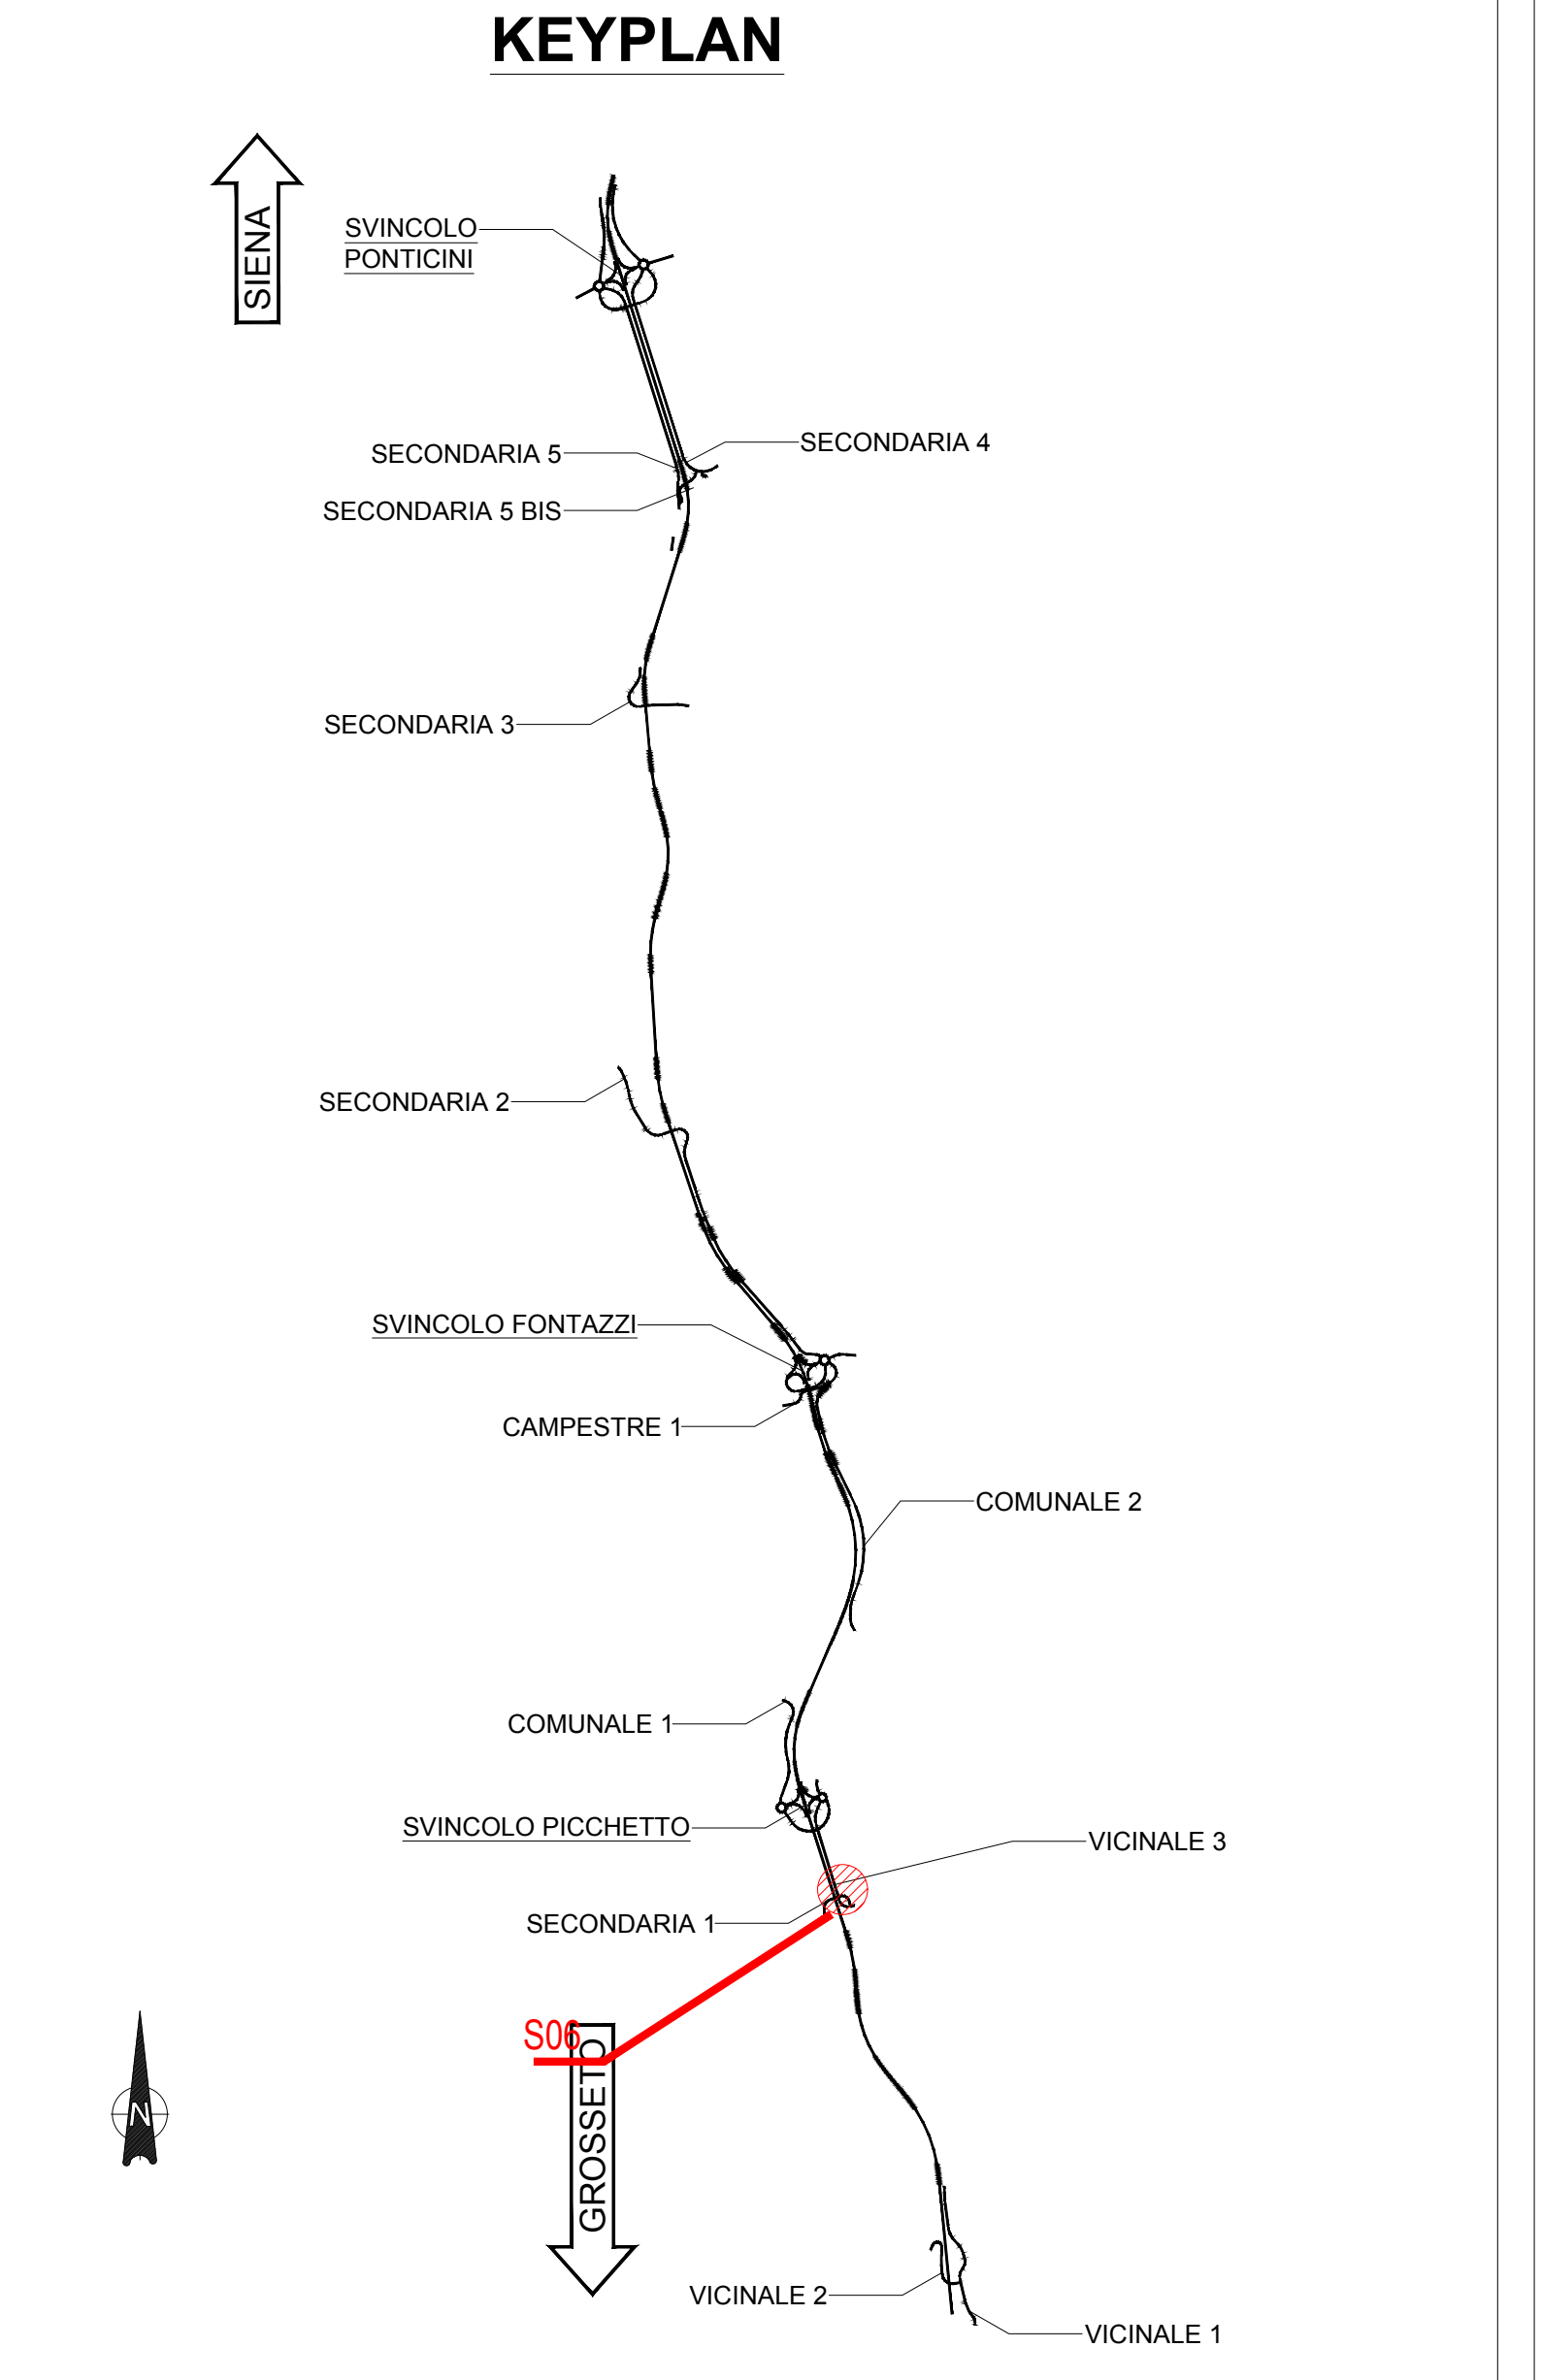 KEYPLAN
SIENA
SVINCOLO
PONTICINI
SECONDARIA 4
SECONDARIA 5
SECONDARIA 5 BIS
SECONDARIA 3
SECONDARIA 2
SVINCOLO FONTAZZI
CAMPESTRE 1
COMUNALE 2
COMUNALE 1
SVINCOLO PICCHETTO
VICINALE 3
SECONDARIA 1
S06
GROSSETO
N
VICINALE 2
VICINALE 1